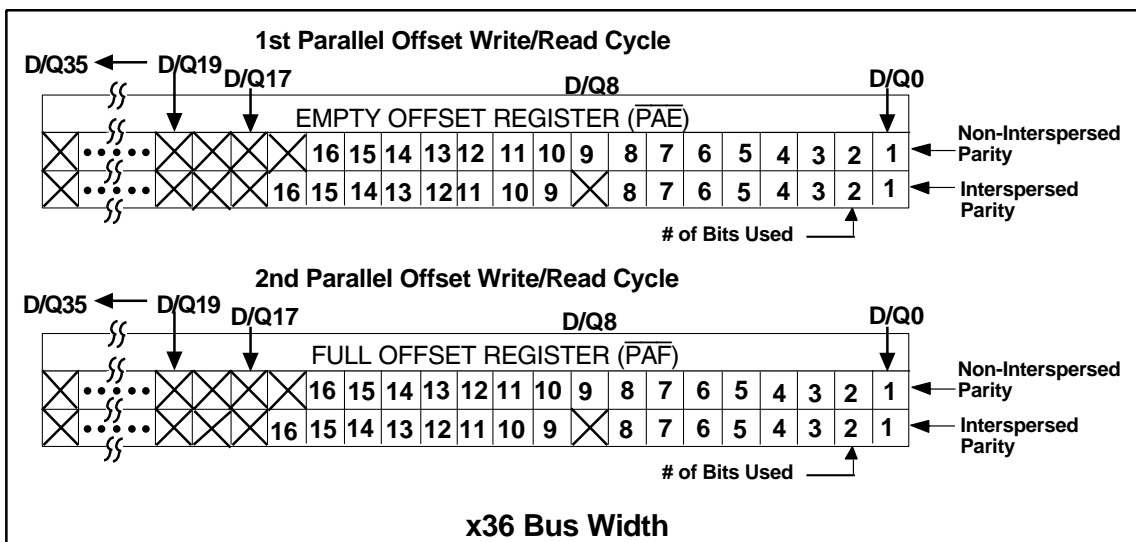 1st Parallel Offset Write/Read Cycle
D/Q35 D/Q19
D/Q17 D/Q8 D/Q0
EMPTY OFFSET REGISTER (P̅A̅E̅)
16 15 14 13 12 11 10 9 8 7 6 5 4 3 2 1 Non-Interspersed
Parity
16 15 14 13 12 11 10 9 8 7 6 5 4 3 2 1 Interspersed
Parity
# of Bits Used
2nd Parallel Offset Write/Read Cycle
D/Q35 D/Q19
D/Q17 D/Q8 D/Q0
FULL OFFSET REGISTER (P̅A̅F̅)
16 15 14 13 12 11 10 9 8 7 6 5 4 3 2 1 Non-Interspersed
Parity
16 15 14 13 12 11 10 9 8 7 6 5 4 3 2 1 Interspersed
Parity
# of Bits Used
x36 Bus Width